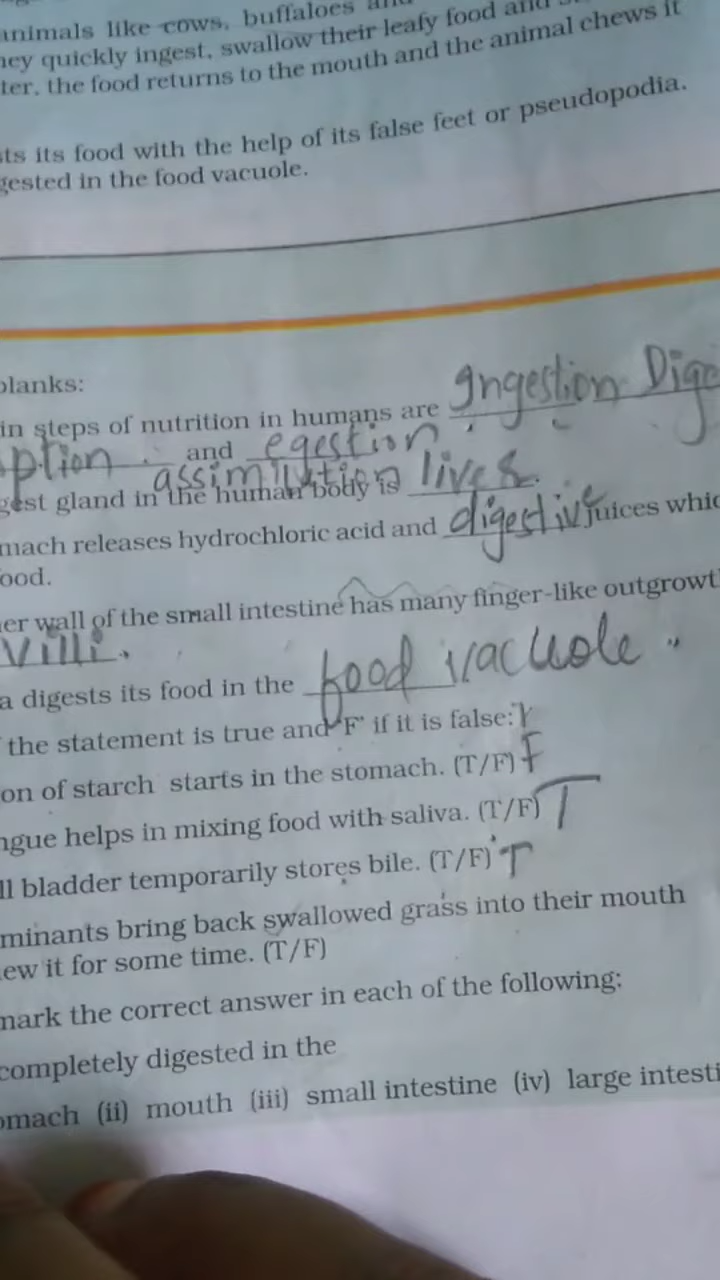 animals like cows, buffaloes
ey quickly ingest, swallow their leafy food and
ter, the food returns to the mouth and the animal chews it
sts its food with the help of its false feet or pseudopodia.
gested in the food vacuole.
blanks:
in steps of nutrition in humans are Ingestion Dige
ption and egestion
assimilution
gest gland in the human body is liver.
mach releases hydrochloric acid and digestive juices whic
ood.
er wall of the small intestine has many finger-like outgrowt
villi.
a digests its food in the food vacuole.
the statement is true and 'F' if it is false:
on of starch starts in the stomach. (T/F) F
ngue helps in mixing food with saliva. (T/F) T
ll bladder temporarily stores bile. (T/F) T
minants bring back swallowed grass into their mouth
ew it for some time. (T/F)
mark the correct answer in each of the following:
completely digested in the
omach (ii) mouth (iii) small intestine (iv) large intesti